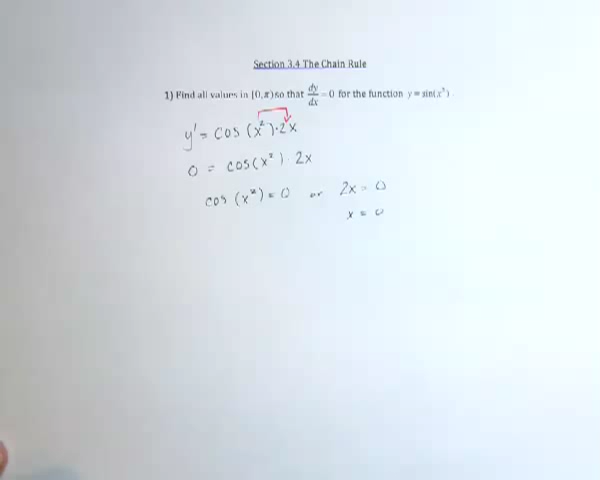 Section 3.4 The Chain Rule
1) Find all values in [0,π) so that dy/dx = 0 for the function y = sin(x²)
y' = cos (x²)·2x
0 = cos(x²) · 2x
cos (x²) = 0 or 2x = 0
x = 0